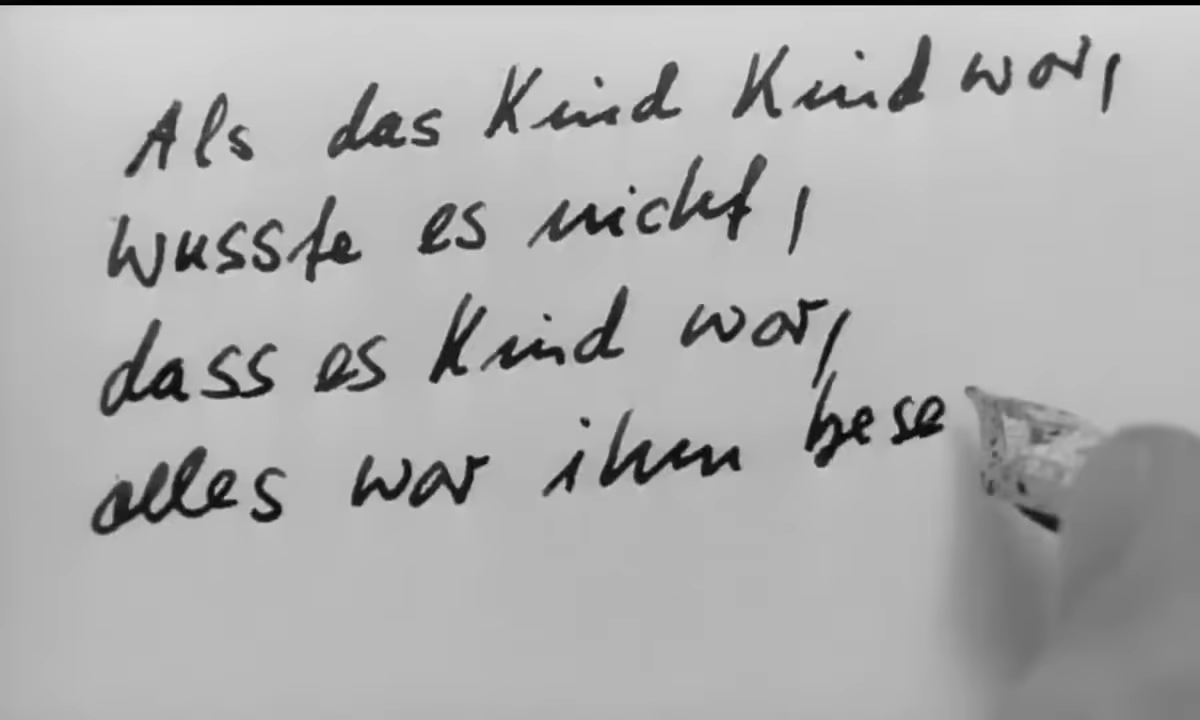 Als das Kind Kind war,
wusste es nicht,
dass es Kind war,
alles war ihm bese